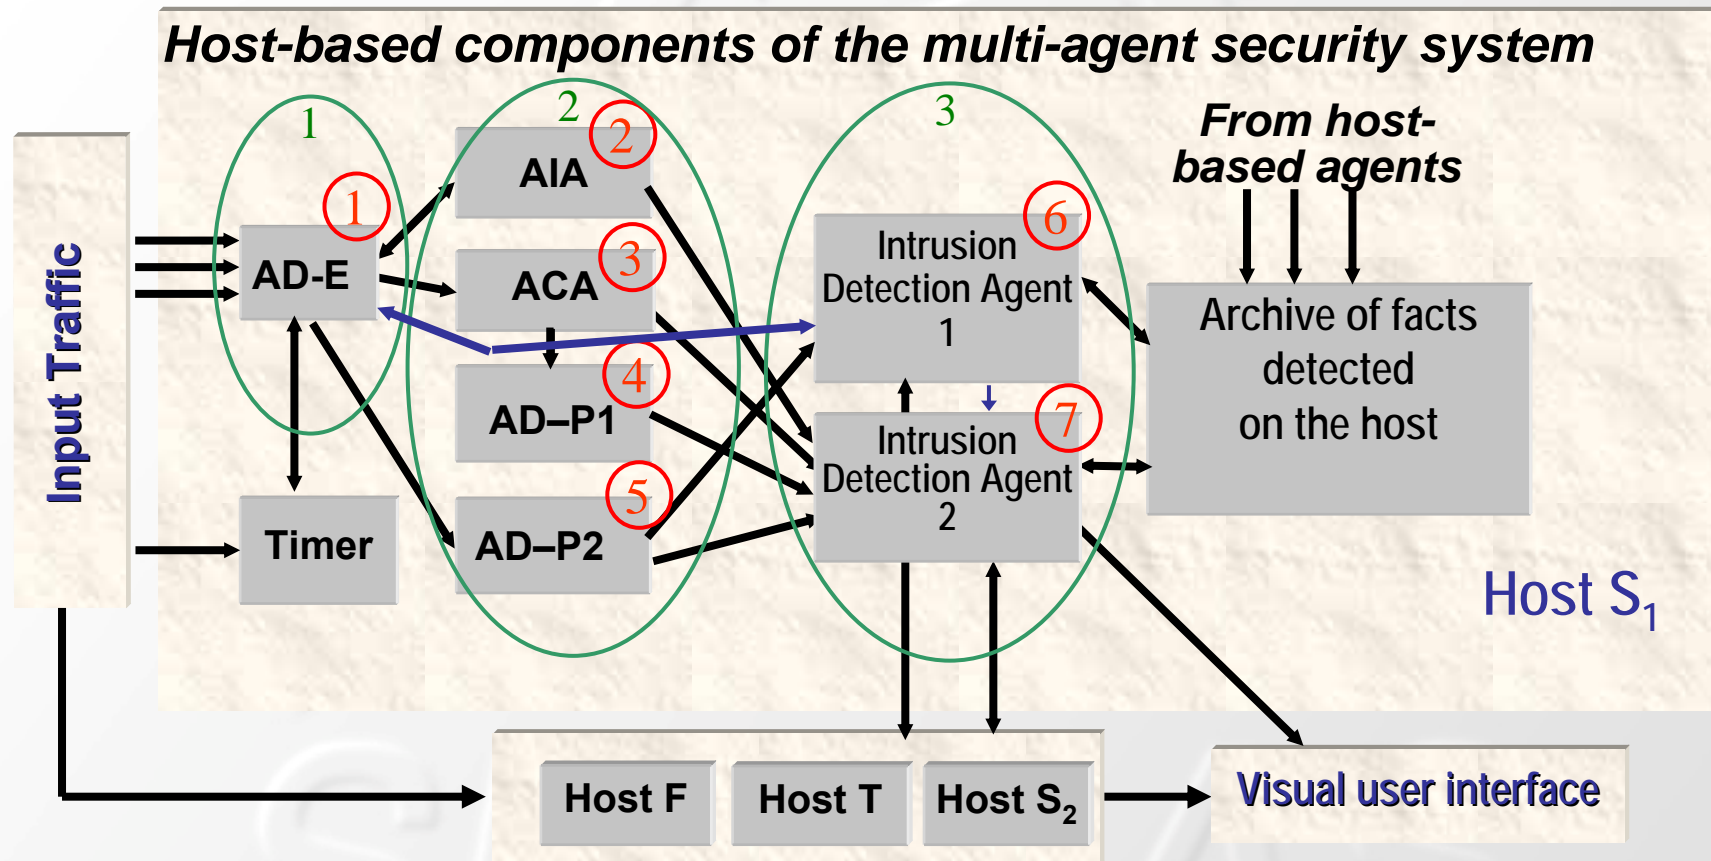 Host-based components of the multi-agent security system
Input Traffic
1
1
AD-E
Timer
2
2
AIA
3
ACA
4
AD–P1
5
AD–P2
3
6
Intrusion
Detection Agent
1
7
Intrusion
Detection Agent
2
From host-
based agents
Archive of facts
detected
on the host
Host S1
Host F
Host T
Host S2
Visual user interface